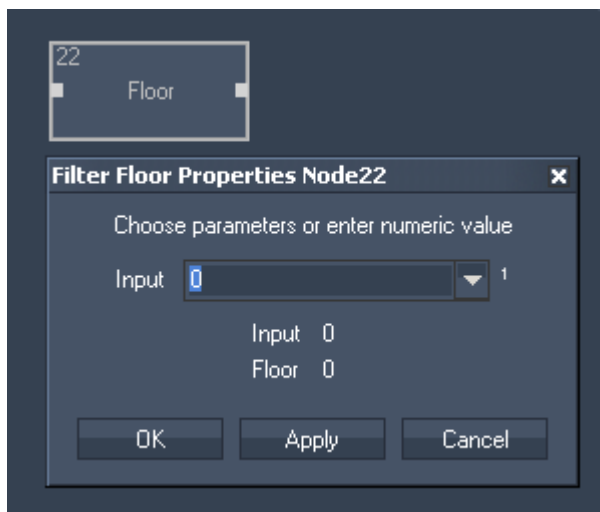 22
Floor
Filter Floor Properties Node22
Choose parameters or enter numeric value
Input 0 1
Input 0
Floor 0
OK Apply Cancel